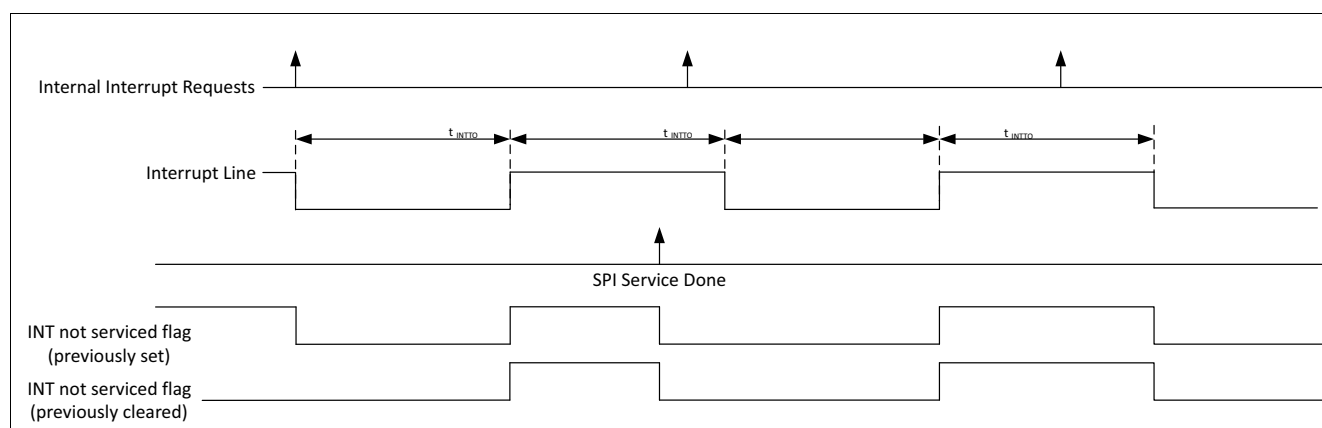 Internal Interrupt Requests
t INTTO
t INTTO
t INTTO
Interrupt Line
SPI Service Done
INT not serviced flag
(previously set)
INT not serviced flag
(previously cleared)